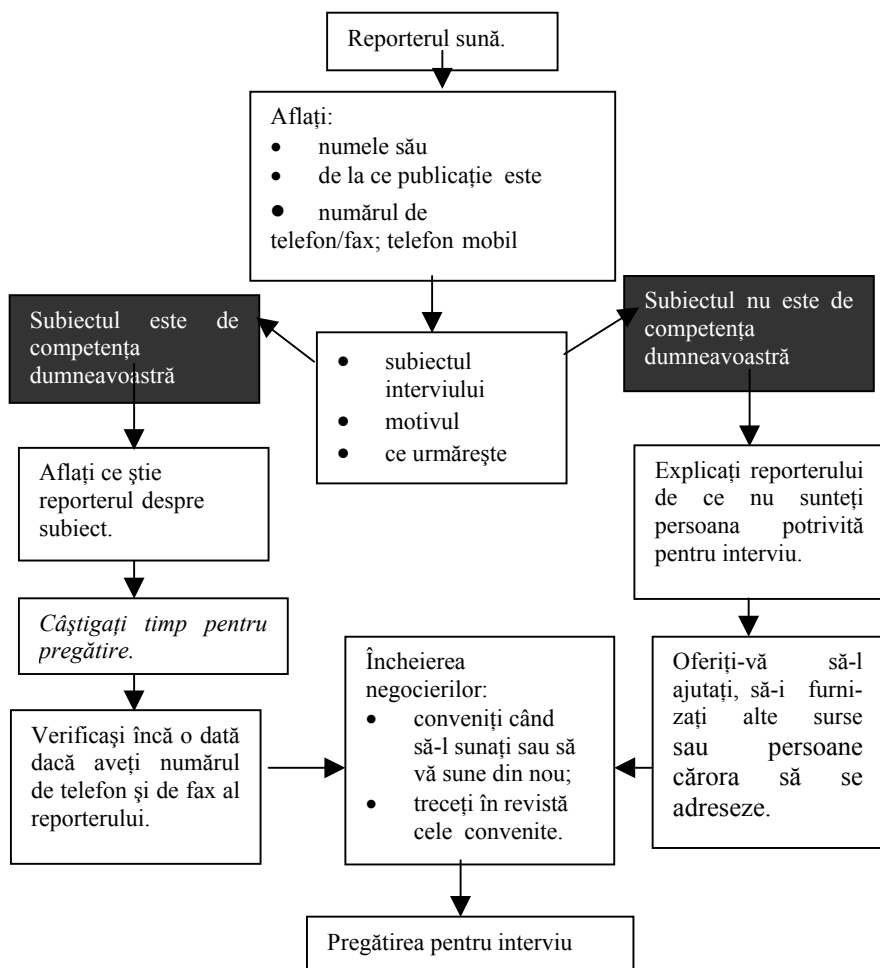 Reporterul sună.
Aflați:
• numele său
• de la ce publicație este
• numărul de
telefon/fax; telefon mobil
Subiectul este de
competența
dumneavoastră
• subiectul
interviului
• motivul
• ce urmăreşte
Subiectul nu este de
competența
dumneavoastră
Aflați ce ştie
reporterul despre
subiect.
Explicați reporterului
de ce nu sunteți
persoana potrivită
pentru interviu.
Câştigați timp pentru
pregătire.
Verificaşi încă o dată
dacă aveți numărul
de telefon şi de fax al
reporterului.
Încheierea
negocierilor:
• conveniți când
să-l sunați sau să
vă sune din nou;
• treceți în revistă
cele convenite.
Oferiți-vă să-l
ajutați, să-i furni-
zați alte surse
sau persoane
cărora să se
adreseze.
Pregătirea pentru interviu